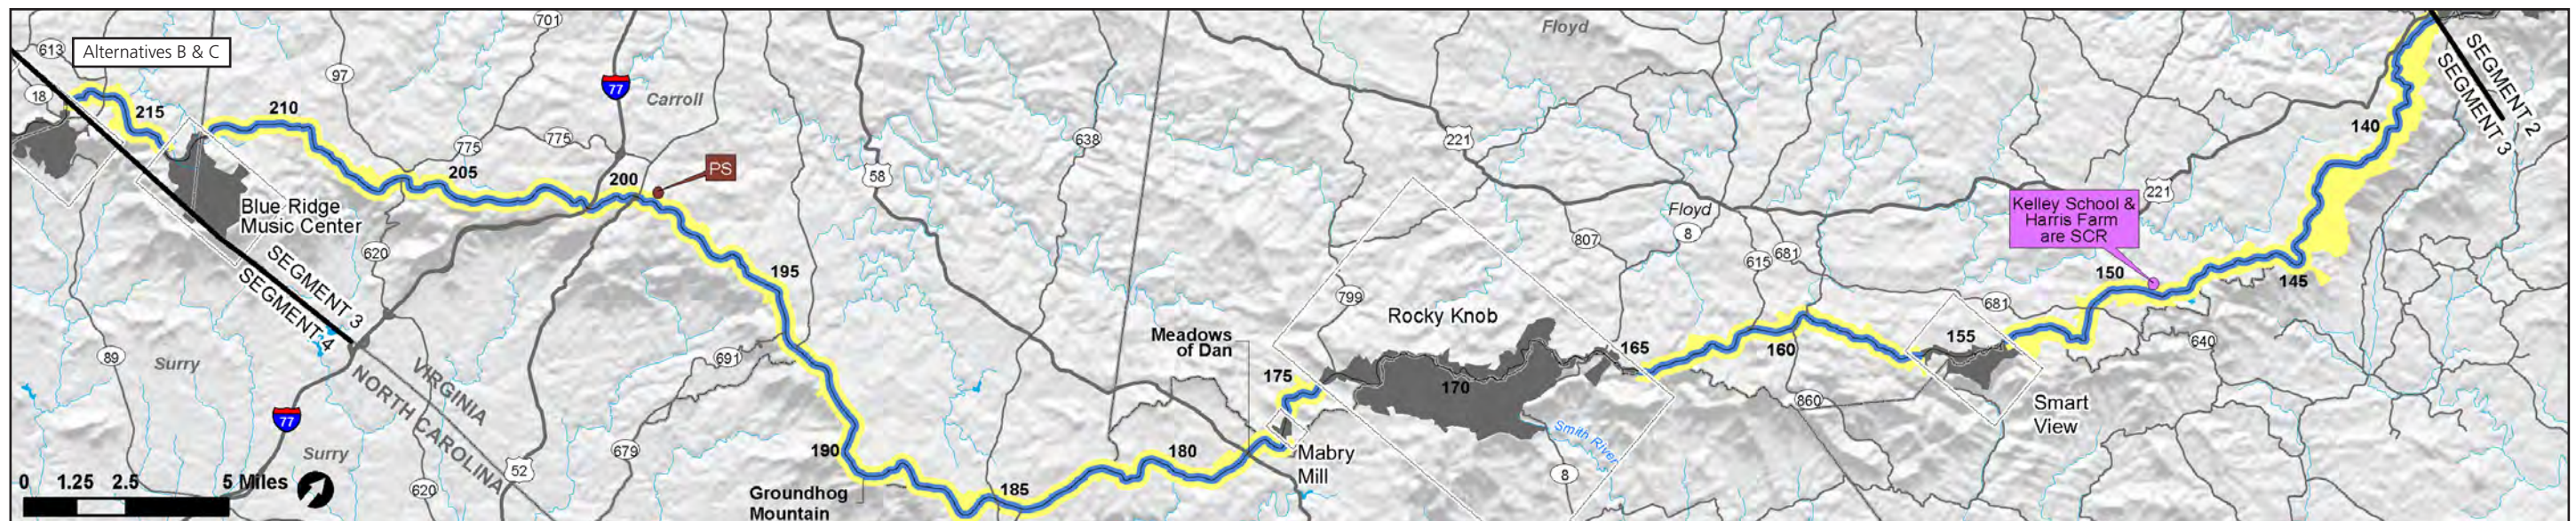 Alternatives B & C
613
18
215
210
97
701
77
Carroll
775
775
205
200
PS
58
638
Floyd
221
SEGMENT 2
SEGMENT 3
140
221
Kelley School &
Harris Farm
are SCR
150
145
Floyd
8
807
615
681
681
155
640
Smart
View
860
160
165
Rocky Knob
799
170
Smith River
8
Meadows
of Dan
175
Mabry
Mill
180
185
Groundhog
Mountain
190
195
691
679
Blue Ridge
Music Center
620
SEGMENT 3
SEGMENT 4
VIRGINIA
NORTH CAROLINA
89
Surry
77
Surry
620
52
0 1.25 2.5 5 Miles